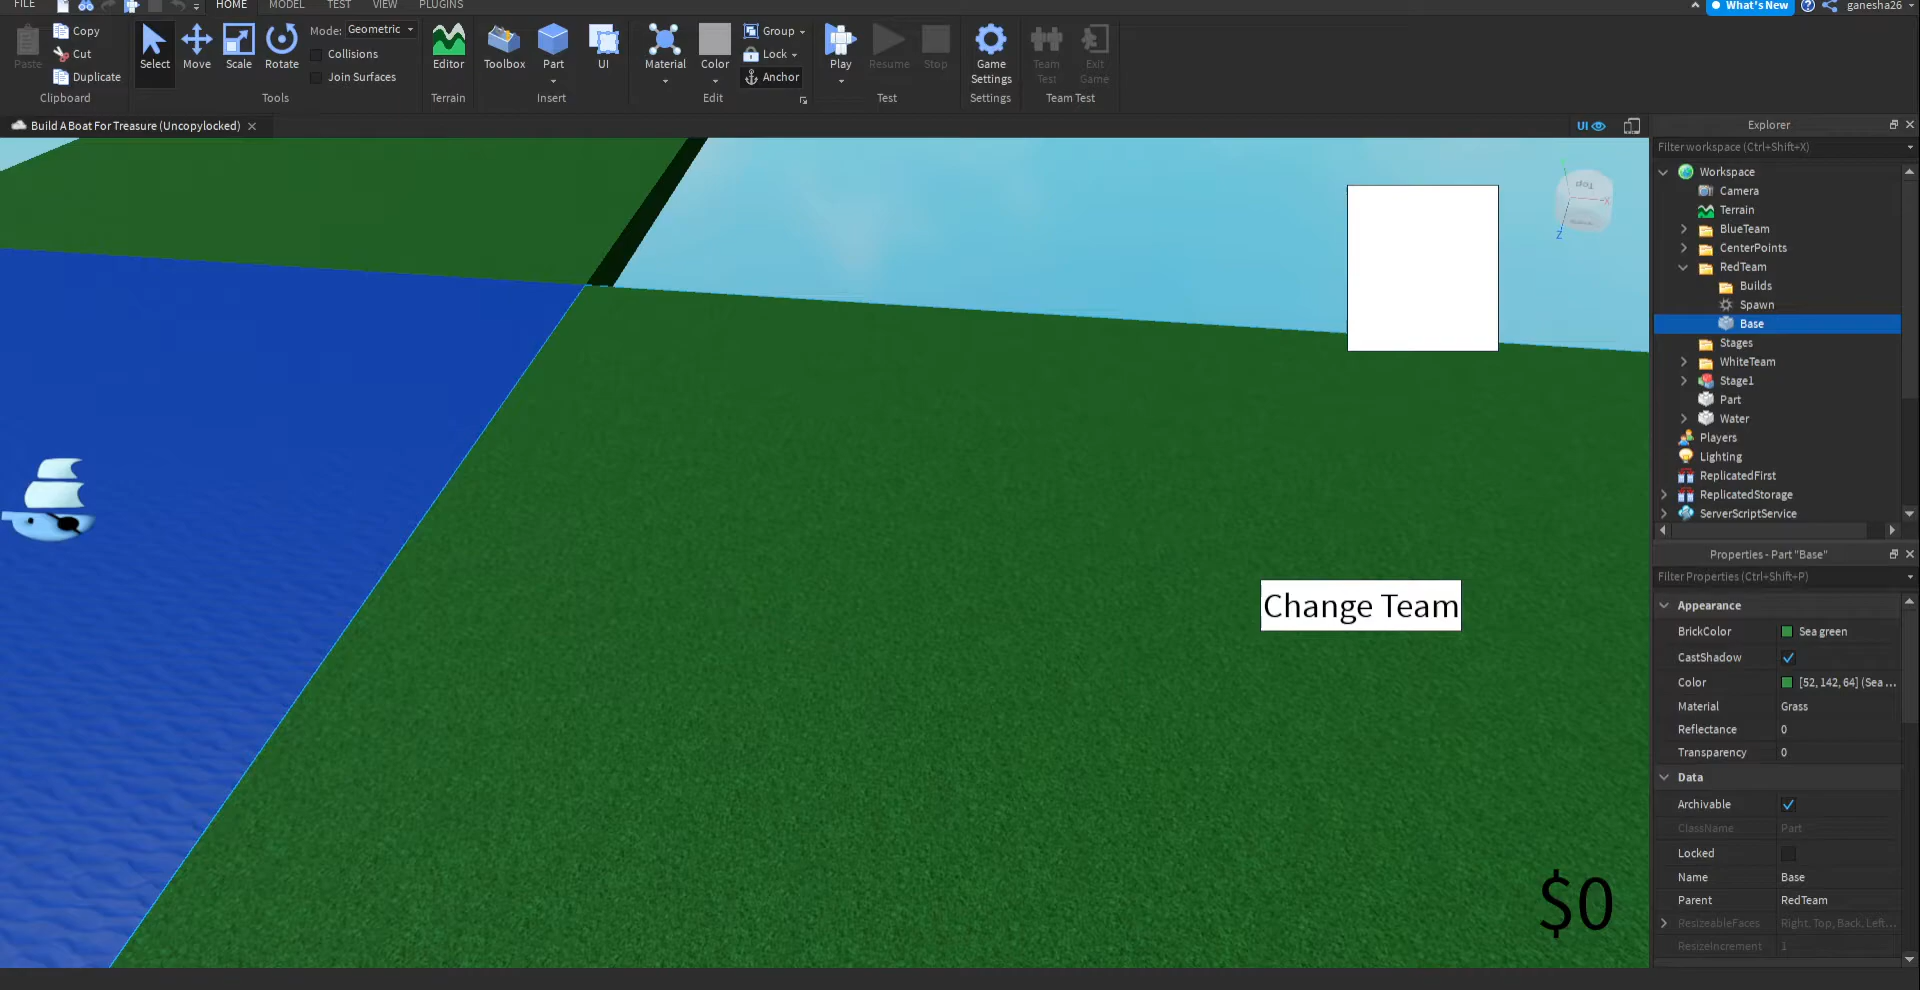 FILE HOME MODEL TEST VIEW PLUGINS What's New ganesha26
Paste Copy Cut Duplicate Clipboard
Select Move Scale Rotate Mode: Geometric Collisions Join Surfaces Tools
Editor Terrain
Toolbox Part UI Insert
Material Color Group Lock Anchor Edit
Play Resume Stop Test
Game Settings Settings
Team Test Exit Game Team Test
Build A Boat For Treasure (Uncopylocked)
UI
Top
X
Z
Change Team
$0
Explorer
Filter workspace (Ctrl+Shift+X)
Workspace
Camera
Terrain
BlueTeam
CenterPoints
RedTeam
Builds
Spawn
Base
Stages
WhiteTeam
Stage1
Part
Water
Players
Lighting
ReplicatedFirst
ReplicatedStorage
ServerScriptService
Properties - Part "Base"
Filter Properties (Ctrl+Shift+P)
Appearance
BrickColor Sea green
CastShadow
Color [52, 142, 64] (Sea ...
Material Grass
Reflectance 0
Transparency 0
Data
Archivable
ClassName Part
Locked
Name Base
Parent RedTeam
ResizeableFaces Right, Top, Back, Left...
ResizeIncrement 1